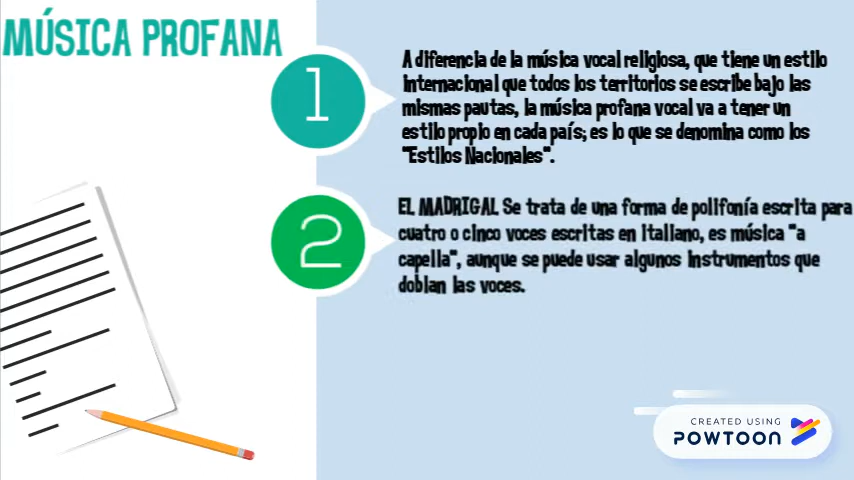 MÚSICA PROFANA
1
A diferencia de la música vocal religiosa, que tiene un estilo
internacional que todos los territorios se escribe bajo las
mismas pautas, la música profana vocal va a tener un
estilo propio en cada país; es lo que se denomina como los
"Estilos Nacionales".
2
EL MADRIGAL Se trata de una forma de polifonía escrita para
cuatro o cinco voces escritas en italiano, es música "a
capella", aunque se puede usar algunos instrumentos que
doblan las voces.
CREATED USING
POWTOON